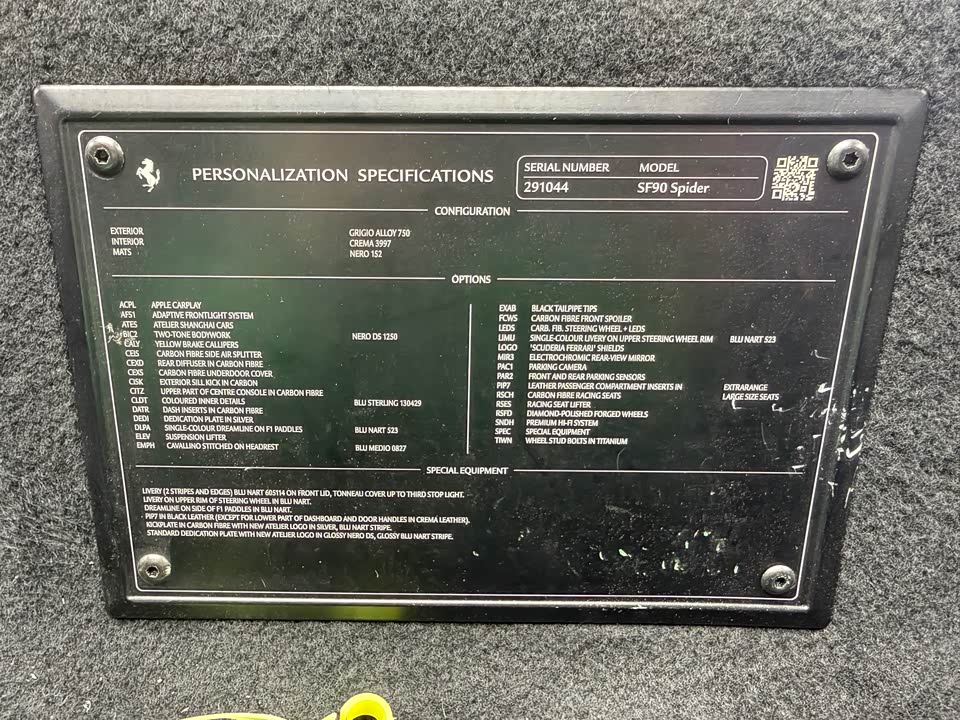 PERSONALIZATION SPECIFICATIONS
SERIAL NUMBER MODEL
291044 SF90 Spider
CONFIGURATION
EXTERIOR GRIGIO ALLOY 750
INTERIOR CREMA 3997
MATS NERO 152
OPTIONS
ACPL APPLE CARPLAY
AFS1 ADAPTIVE FRONTLIGHT SYSTEM
ATES ATELIER SHANGHAI CARS
BIC2 TWO-TONE BODYWORK NERO DS 1250
CALY YELLOW BRAKE CALLIPERS
CEIS CARBON FIBRE SIDE AIR SPLITTER
CEXD REAR DIFFUSER IN CARBON FIBRE
CEXS CARBON FIBRE UNDERDOOR COVER
CISK EXTERIOR SILL KICK IN CARBON
CITZ UPPER PART OF CENTRE CONSOLE IN CARBON FIBRE
CLDT COLOURED INNER DETAILS BLU STERLING 130429
DATR DASH INSERTS IN CARBON FIBRE
DEDI DEDICATION PLATE IN SILVER
DLPA SINGLE-COLOUR DREAMLINE ON F1 PADDLES BLU NART 523
ELEV SUSPENSION LIFTER
EMPH CAVALLINO STITCHED ON HEADREST BLU MEDIO 0827
EXAB BLACK TAILPIPE TIPS
FCWS CARBON FIBRE FRONT SPOILER
LEDS CARB. FIB. STEERING WHEEL + LEDS
LIMU SINGLE-COLOUR LIVERY ON UPPER STEERING WHEEL RIM BLU NART 523
LOGO 'SCUDERIA FERRARI' SHIELDS
MIR3 ELECTROCHROMIC REAR-VIEW MIRROR
PAC1 PARKING CAMERA
PAR2 FRONT AND REAR PARKING SENSORS
PIP7 LEATHER PASSENGER COMPARTMENT INSERTS IN EXTRARANGE
RSCH CARBON FIBRE RACING SEATS LARGE SIZE SEATS
RSES RACING SEAT LIFTER
RSFD DIAMOND-POLISHED FORGED WHEELS
SNDH PREMIUM HI-FI SYSTEM
SPEC SPECIAL EQUIPMENT
TIWN WHEEL STUD BOLTS IN TITANIUM
SPECIAL EQUIPMENT
LIVERY (2 STRIPES AND EDGES) BLU NART 605114 ON FRONT LID, TONNEAU COVER UP TO THIRD STOP LIGHT.
LIVERY ON UPPER RIM OF STEERING WHEEL IN BLU NART.
DREAMLINE ON SIDE OF F1 PADDLES IN BLU NART.
PIP7 IN BLACK LEATHER (EXCEPT FOR LOWER PART OF DASHBOARD AND DOOR HANDLES IN CREMA LEATHER).
KICKPLATE IN CARBON FIBRE WITH NEW ATELIER LOGO IN SILVER, BLU NART STRIPE.
STANDARD DEDICATION PLATE WITH NEW ATELIER LOGO IN GLOSSY NERO DS, GLOSSY BLU NART STRIPE.